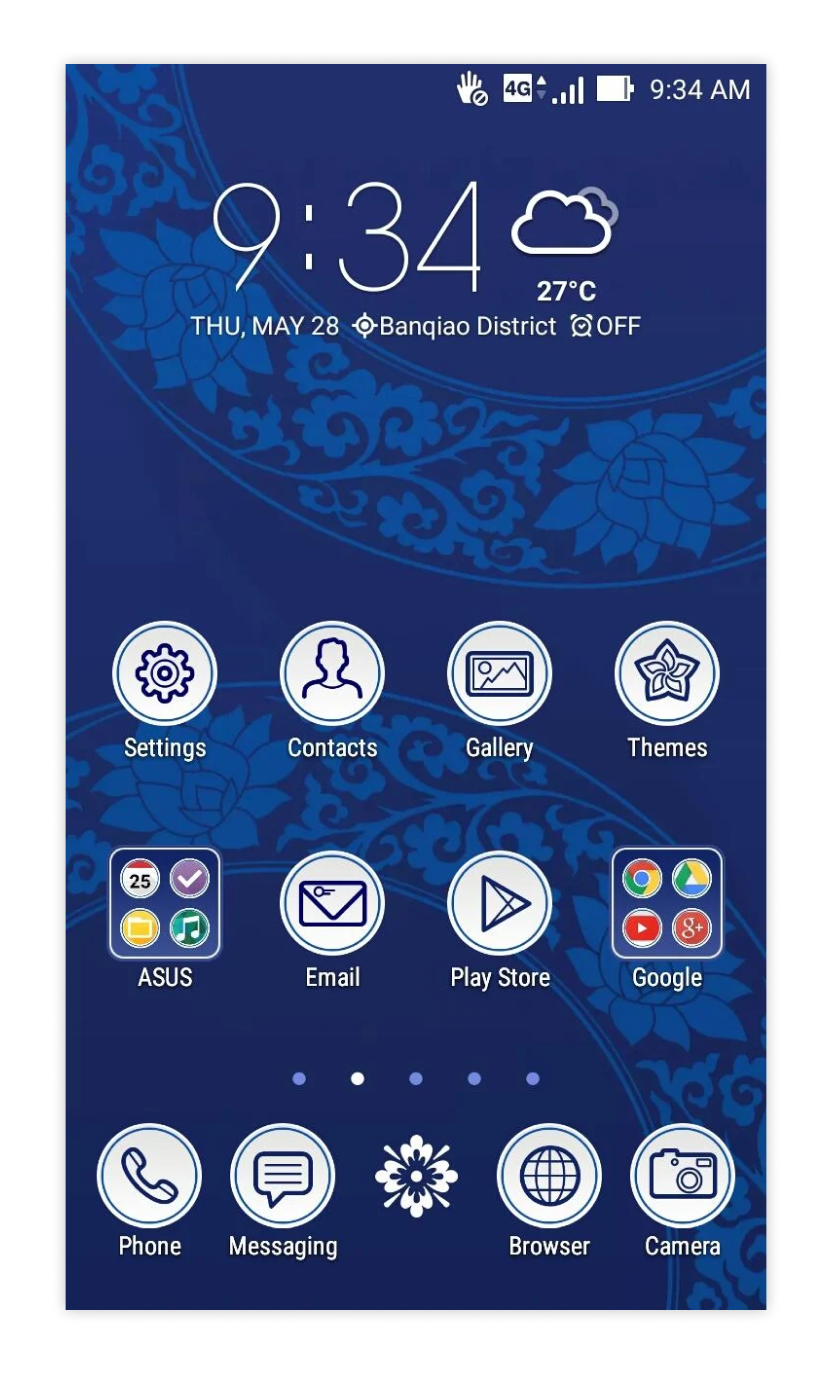 4G 9:34 AM
9:34
27°C
THU, MAY 28 Banqiao District OFF
Settings Contacts Gallery Themes
25
8+
ASUS Email Play Store Google
Phone Messaging Browser Camera